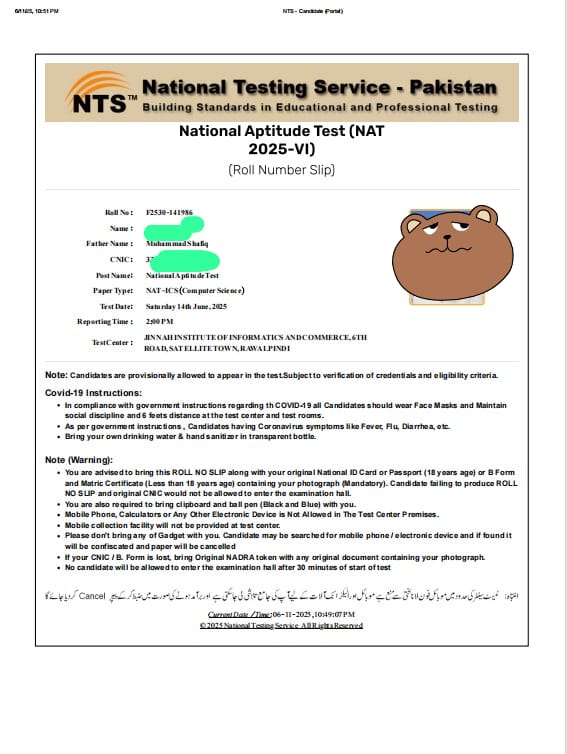 6/11/25, 10:51 PM
NTS - Candidate (Portal)
NTS™
National Testing Service - Pakistan
Building Standards in Educational and Professional Testing
National Aptitude Test (NAT
2025-VI)
(Roll Number Slip)
Roll No : F2530-141986
Name :
Father Name : Muhammad Shafiq
CNIC:
Post Name: National Aptitude Test
Paper Type: NAT-ICS (Computer Science)
Test Date: Saturday 14th June, 2025
Reporting Time : 2:00 PM
Test Center : JINNAH INSTITUTE OF INFORMATICS AND COMMERCE, 6TH
ROAD, SATELLITE TOWN, RAWALPINDI
Note: Candidates are provisionally allowed to appear in the test.Subject to verification of credentials and eligibility criteria.
Covid-19 Instructions:
• In compliance with government instructions regarding th COVID-19 all Candidates should wear Face Masks and Maintain
social discipline and 6 feets distance at the test center and test rooms.
• As per government instructions , Candidates having Coronavirus symptoms like Fever, Flu, Diarrhea, etc.
• Bring your own drinking water & hand sanitizer in transparent bottle.
Note (Warning):
• You are advised to bring this ROLL NO SLIP along with your original National ID Card or Passport (18 years age) or B Form
and Matric Certificate (Less than 18 years age) containing your photograph (Mandatory). Candidate failing to produce ROLL
NO SLIP and original CNIC would not be allowed to enter the examination hall.
• You are also required to bring clipboard and ball pen (Black and Blue) with you.
• Mobile Phone, Calculators or Any Other Electronic Device is Not Allowed in The Test Center Premises.
• Mobile collection facility will not be provided at test center.
• Please don't bring any of Gadget with you. Candidate may be searched for mobile phone / electronic device and if found it
will be confiscated and paper will be cancelled
• If your CNIC / B. Form is lost, bring Original NADRA token with any original document containing your photograph.
• No candidate will be allowed to enter the examination hall after 30 minutes of start of test
انتباہ: ٹیسٹ سینٹر کی حدود میں موبائل فون لانا سختی سے منع ہے موبائل اور الیکٹرانک آلات کے لیے آپ کی جامع تلاشی لی جاسکتی ہے اور برآمد ہونے کی صورت میں ضبط کر کے پیپر Cancel کر دیا جائے گا
Current Date / Time: 06-11-2025 , 10:49:07 PM
© 2025 National Testing Service All Rights Reserved